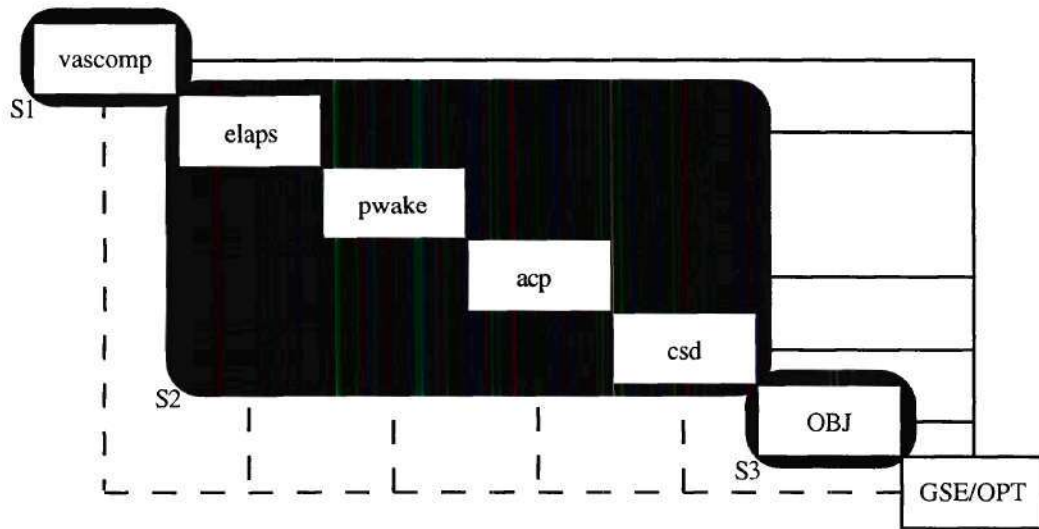 vascomp
S1
elaps
pwake
acp
csd
S2
OBJ
S3
GSE/OPT